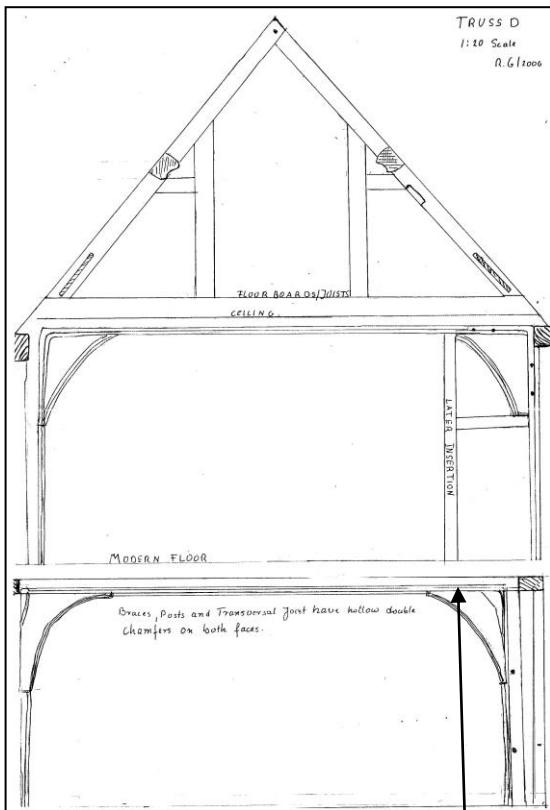 TRUSS D
1:20 Scale
R.G/2006
FLOOR BOARDS/JOISTS
CEILING.
LATER INSERTION
MODERN FLOOR
Braces, Posts and Transversal Joist have hollow double
Chamfers on both faces.